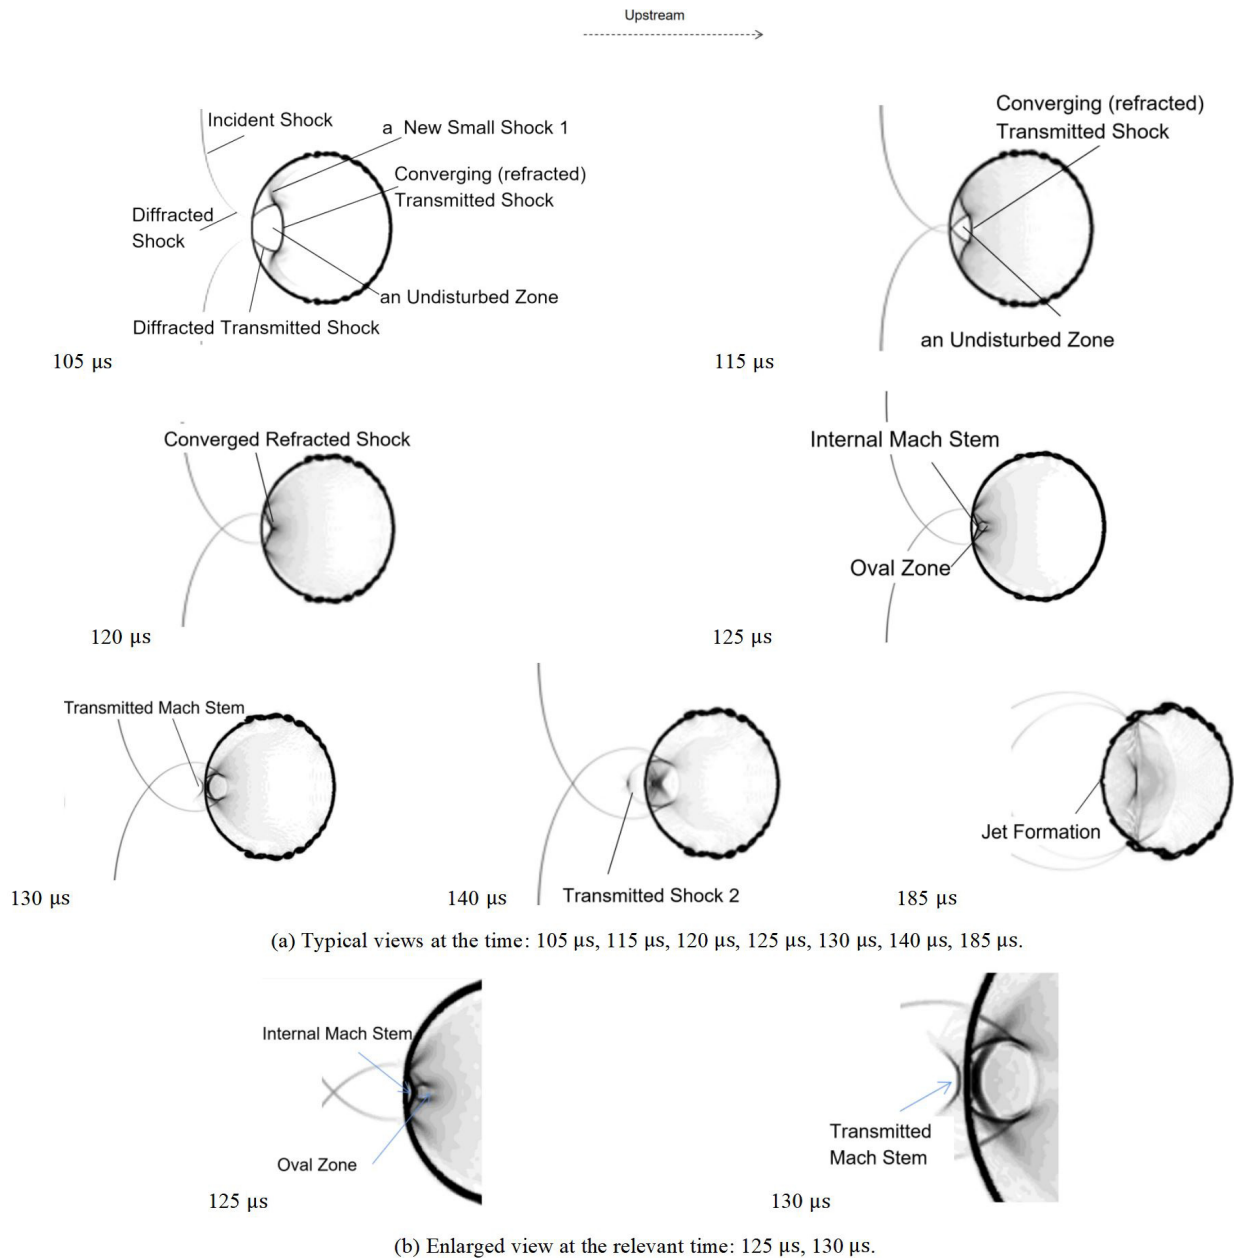 Upstream
Incident Shock
a New Small Shock 1
Converging (refracted)
Transmitted Shock
Diffracted
Shock
an Undisturbed Zone
Diffracted Transmitted Shock
105 μs
Converging (refracted)
Transmitted Shock
an Undisturbed Zone
115 μs
Converged Refracted Shock
120 μs
Internal Mach Stem
Oval Zone
125 μs
Transmitted Mach Stem
130 μs
Transmitted Shock 2
140 μs
Jet Formation
185 μs
(a) Typical views at the time: 105 μs, 115 μs, 120 μs, 125 μs, 130 μs, 140 μs, 185 μs.
Internal Mach Stem
Oval Zone
125 μs
Transmitted
Mach Stem
130 μs
(b) Enlarged view at the relevant time: 125 μs, 130 μs.